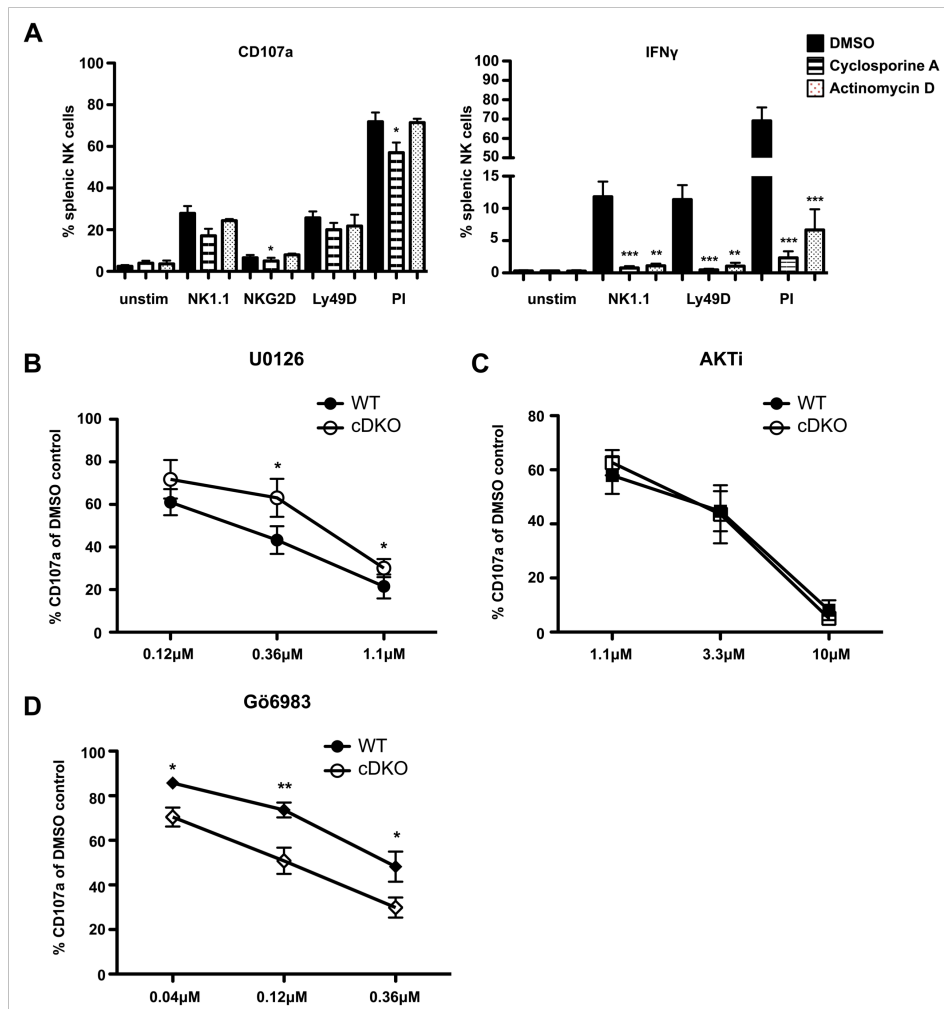 A
CD107a
% splenic NK cells
100
80
60
40
20
0
*
*
unstim NK1.1 NKG2D Ly49D PI
IFNγ
% splenic NK cells
100
90
80
70
60
50
15
10
5
0
*** ** *** ** *** ***
unstim NK1.1 Ly49D PI
DMSO
Cyclosporine A
Actinomycin D
B
U0126
WT
cDKO
% CD107a of DMSO control
100
80
60
40
20
0
*
*
0.12µM 0.36µM 1.1µM
C
AKTi
WT
cDKO
% CD107a of DMSO control
80
60
40
20
0
1.1µM 3.3µM 10µM
D
Gö6983
WT
cDKO
% CD107a of DMSO control
100
80
60
40
20
0
* ** *
0.04µM 0.12µM 0.36µM